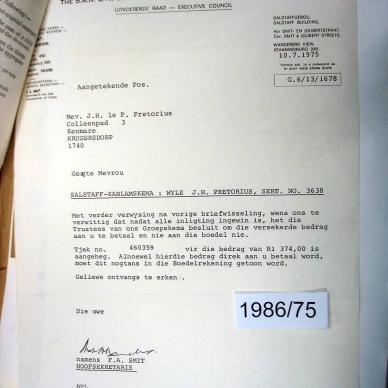 THE S.A.R. &
UITVOERENDE RAAD — EXECUTIVE COUNCIL
SALSTAFFGEBOU,
SALSTAFF BUILDING,
H/v SMIT- EN JOUBERTSTRAAT,
Cnr. SMIT & JOUBERT STREETS,
WANDERERS VIEW,
JOHANNESBURG 2001.
10.7.1975
G.6/13/1678
Aangetekende Pos.
Mev. J.H. le P. Pretorius
Colleenpad 3
Kenmare
KRUGERSDORP
1740
Geagte Mevrou
SALSTAFF-SANLAMSKEMA : WYLE J.H. PRETORIUS, SERT. NO. 3638
Met verder verwysing na vorige briefwisseling, wens ons te
verwittig dat nadat alle inligting ingewin is, het die
Trustees van ons Groepskema besluit om die versekerde bedrag
aan u te betaal en nie aan die boedel nie.
Tjek no. 460359 vir die bedrag van R1 374,00 is
aangeheg. Alhoewel hierdie bedrag direk aan u betaal word,
moet dit nogtans in die Boedelrekening getoon word.
Geliewe ontvangs te erken.
1986/75
Die uwe
namens F.A. SMIT
HOOFSEKRETARIS